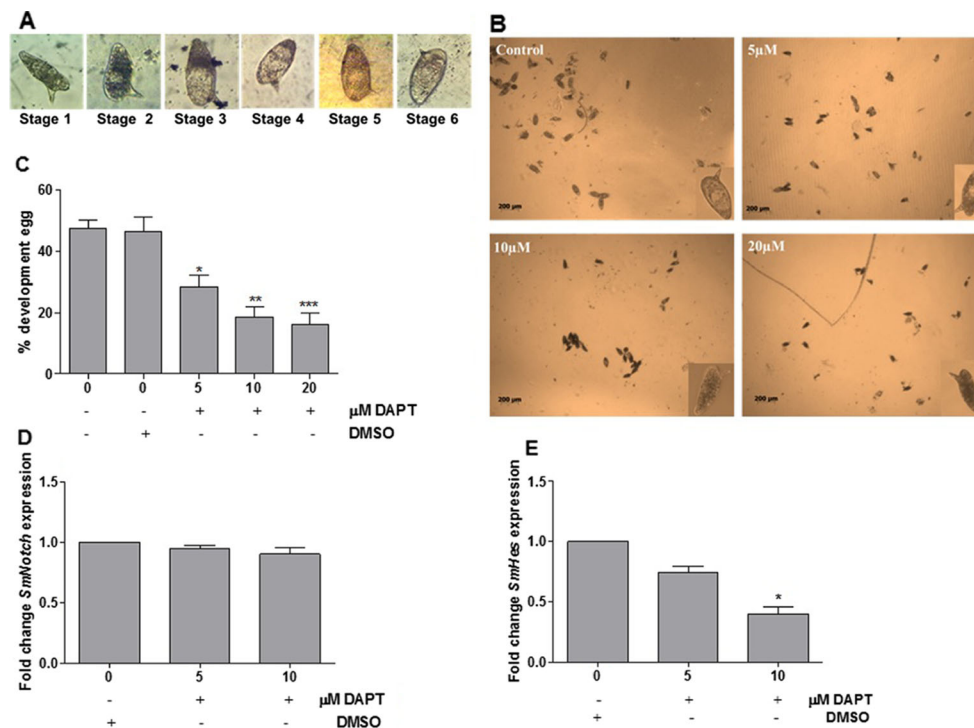 A
Stage 1 Stage 2 Stage 3 Stage 4 Stage 5 Stage 6
B
Control
200 µm
5µM
200 µm
10µM
200 µm
20µM
200 µm
C
% development egg
60
40
20
0
*
**
***
0 0 5 10 20
- - + + + µM DAPT
- + - - - DMSO
D
Fold change SmNotch expression
1.5
1.0
0.5
0.0
0 5 10
- + + µM DAPT
+ - - DMSO
E
Fold change SmHes expression
1.5
1.0
0.5
0.0
*
0 5 10
- + + µM DAPT
+ - - DMSO